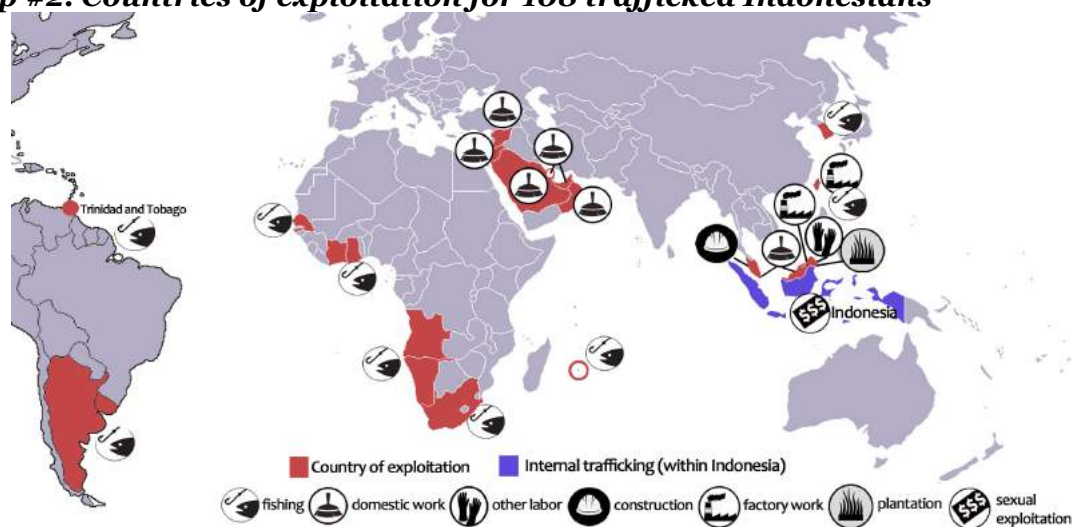 p #2. Countries of exploitation for 108 trafficked Indonesians
Trinidad and Tobago
$$$
Indonesia
Country of exploitation
Internal trafficking (within Indonesia)
fishing
domestic work
other labor
construction
factory work
plantation
$$$
sexual
exploitation